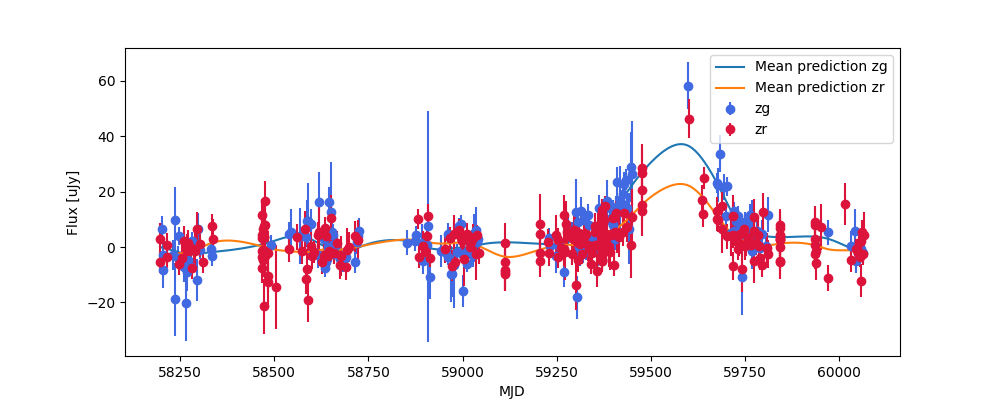 Mean prediction zg
Mean prediction zr
zg
zr
Flux [uJy]
60
40
20
0
−20
58250 58500 58750 59000 59250 59500 59750 60000
MJD